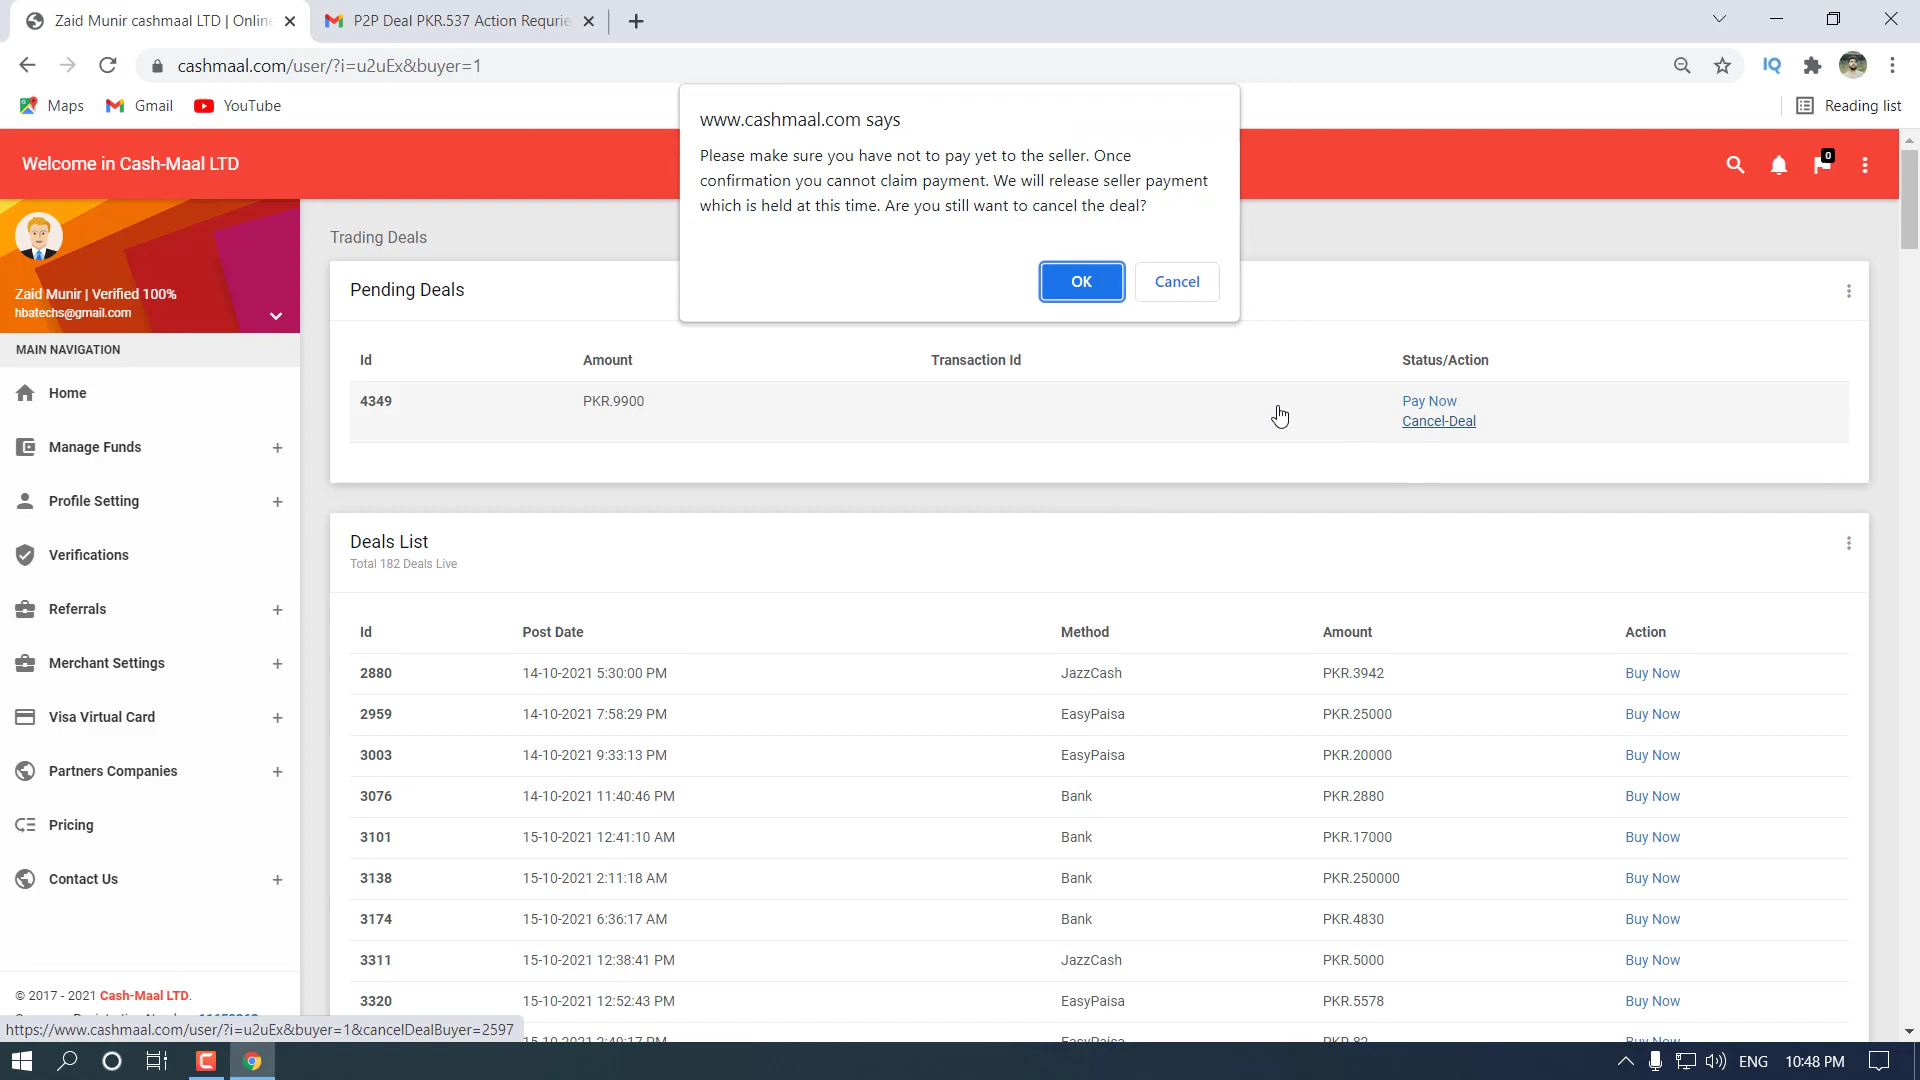 Zaid Munir cashmaal LTD | Online
P2P Deal PKR.537 Action Requrie
cashmaal.com/user/?i=u2uEx&buyer=1
IQ
Maps
Gmail
YouTube
Reading list
www.cashmaal.com says
Please make sure you have not to pay yet to the seller. Once
confirmation you cannot claim payment. We will release seller payment
which is held at this time. Are you still want to cancel the deal?
OK
Cancel
Welcome in Cash-Maal LTD
0
Zaid Munir | Verified 100%
hbatechs@gmail.com
MAIN NAVIGATION
Home
Manage Funds
Profile Setting
Verifications
Referrals
Merchant Settings
Visa Virtual Card
Partners Companies
Pricing
Contact Us
© 2017 - 2021 Cash-Maal LTD.
Trading Deals
Pending Deals
Id Amount Transaction Id Status/Action
4349 PKR.9900 Pay Now
Cancel-Deal
Deals List
Total 182 Deals Live
Id Post Date Method Amount Action
2880 14-10-2021 5:30:00 PM JazzCash PKR.3942 Buy Now
2959 14-10-2021 7:58:29 PM EasyPaisa PKR.25000 Buy Now
3003 14-10-2021 9:33:13 PM EasyPaisa PKR.20000 Buy Now
3076 14-10-2021 11:40:46 PM Bank PKR.2880 Buy Now
3101 15-10-2021 12:41:10 AM Bank PKR.17000 Buy Now
3138 15-10-2021 2:11:18 AM Bank PKR.250000 Buy Now
3174 15-10-2021 6:36:17 AM Bank PKR.4830 Buy Now
3311 15-10-2021 12:38:41 PM JazzCash PKR.5000 Buy Now
3320 15-10-2021 12:52:43 PM EasyPaisa PKR.5578 Buy Now
https://www.cashmaal.com/user/?i=u2uEx&buyer=1&cancelDealBuyer=2597
ENG
10:48 PM